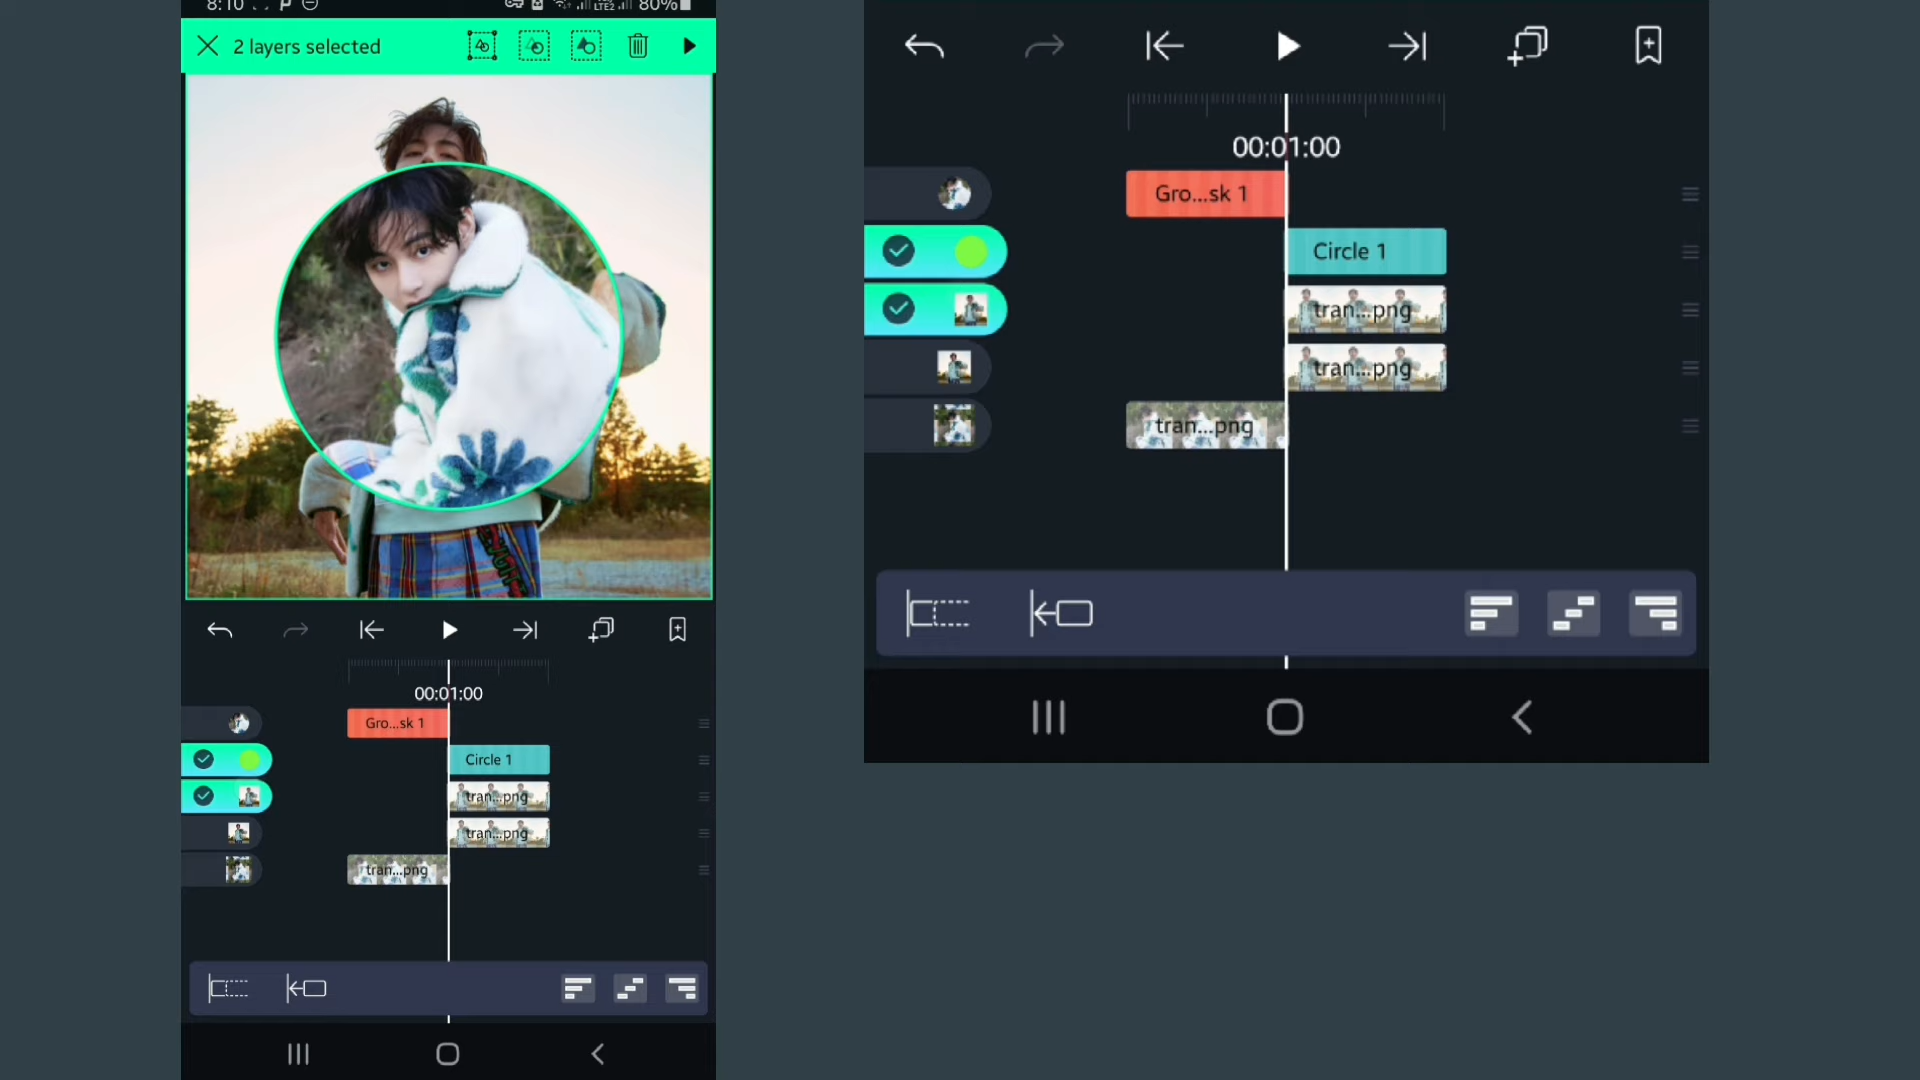 8:10
LTE2
80%
2 layers selected
00:01:00
Gro...sk 1
Circle 1
tran...png
tran...png
tran...png
00:01:00
Gro...sk 1
Circle 1
tran...png
tran...png
tran...png